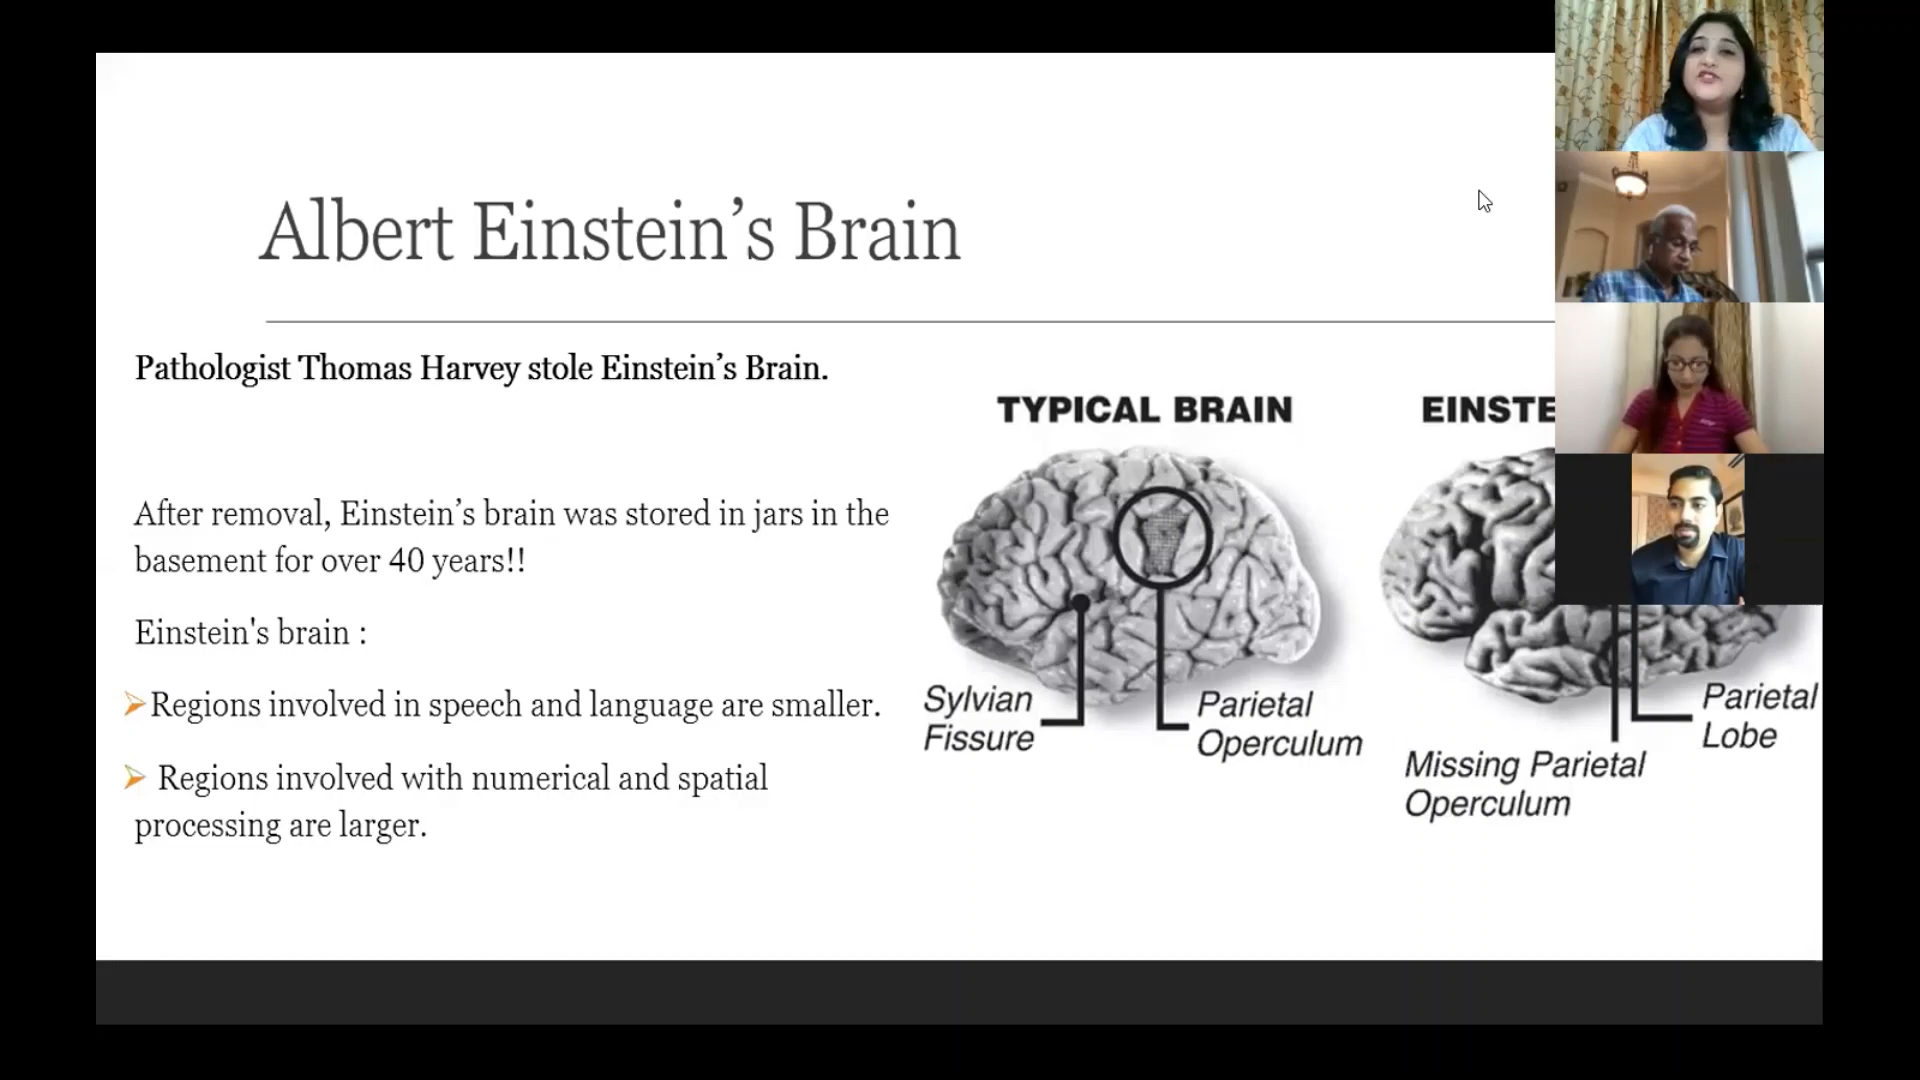 Albert Einstein’s Brain
Pathologist Thomas Harvey stole Einstein’s Brain.
After removal, Einstein’s brain was stored in jars in the
basement for over 40 years!!
Einstein's brain :
Regions involved in speech and language are smaller.
Regions involved with numerical and spatial
processing are larger.
TYPICAL BRAIN
Sylvian
Fissure
Parietal
Operculum
EINSTE
Missing Parietal
Operculum
Parietal
Lobe